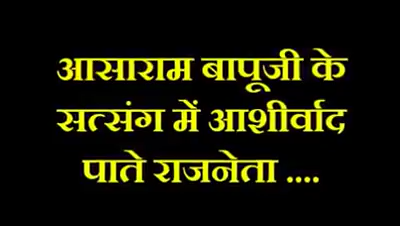 आसाराम बापूजी के
सत्संग में आशीर्वाद
पाते राजनेता ....